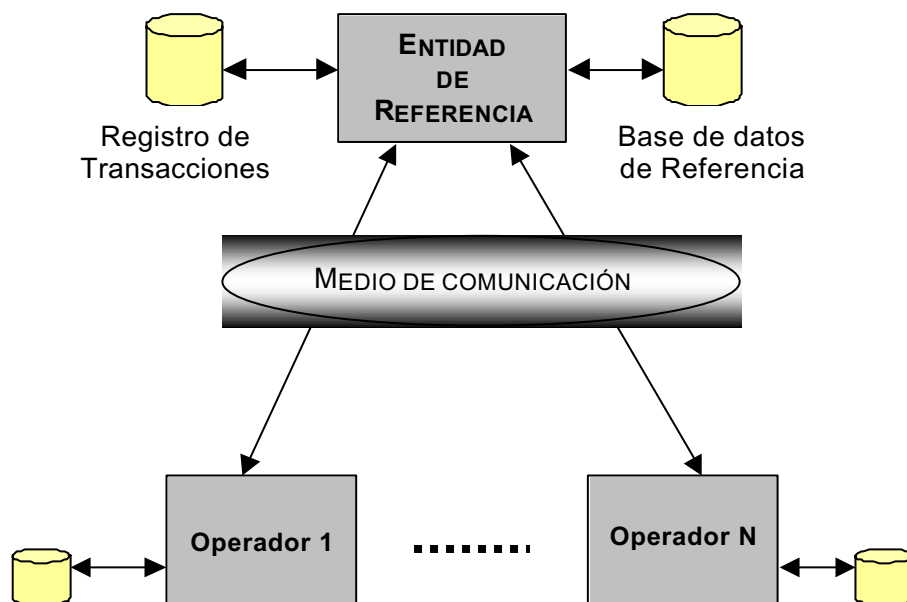 ENTIDAD
DE
REFERENCIA
Registro de
Transacciones
Base de datos
de Referencia
MEDIO DE COMUNICACIÓN
Operador 1
Operador N